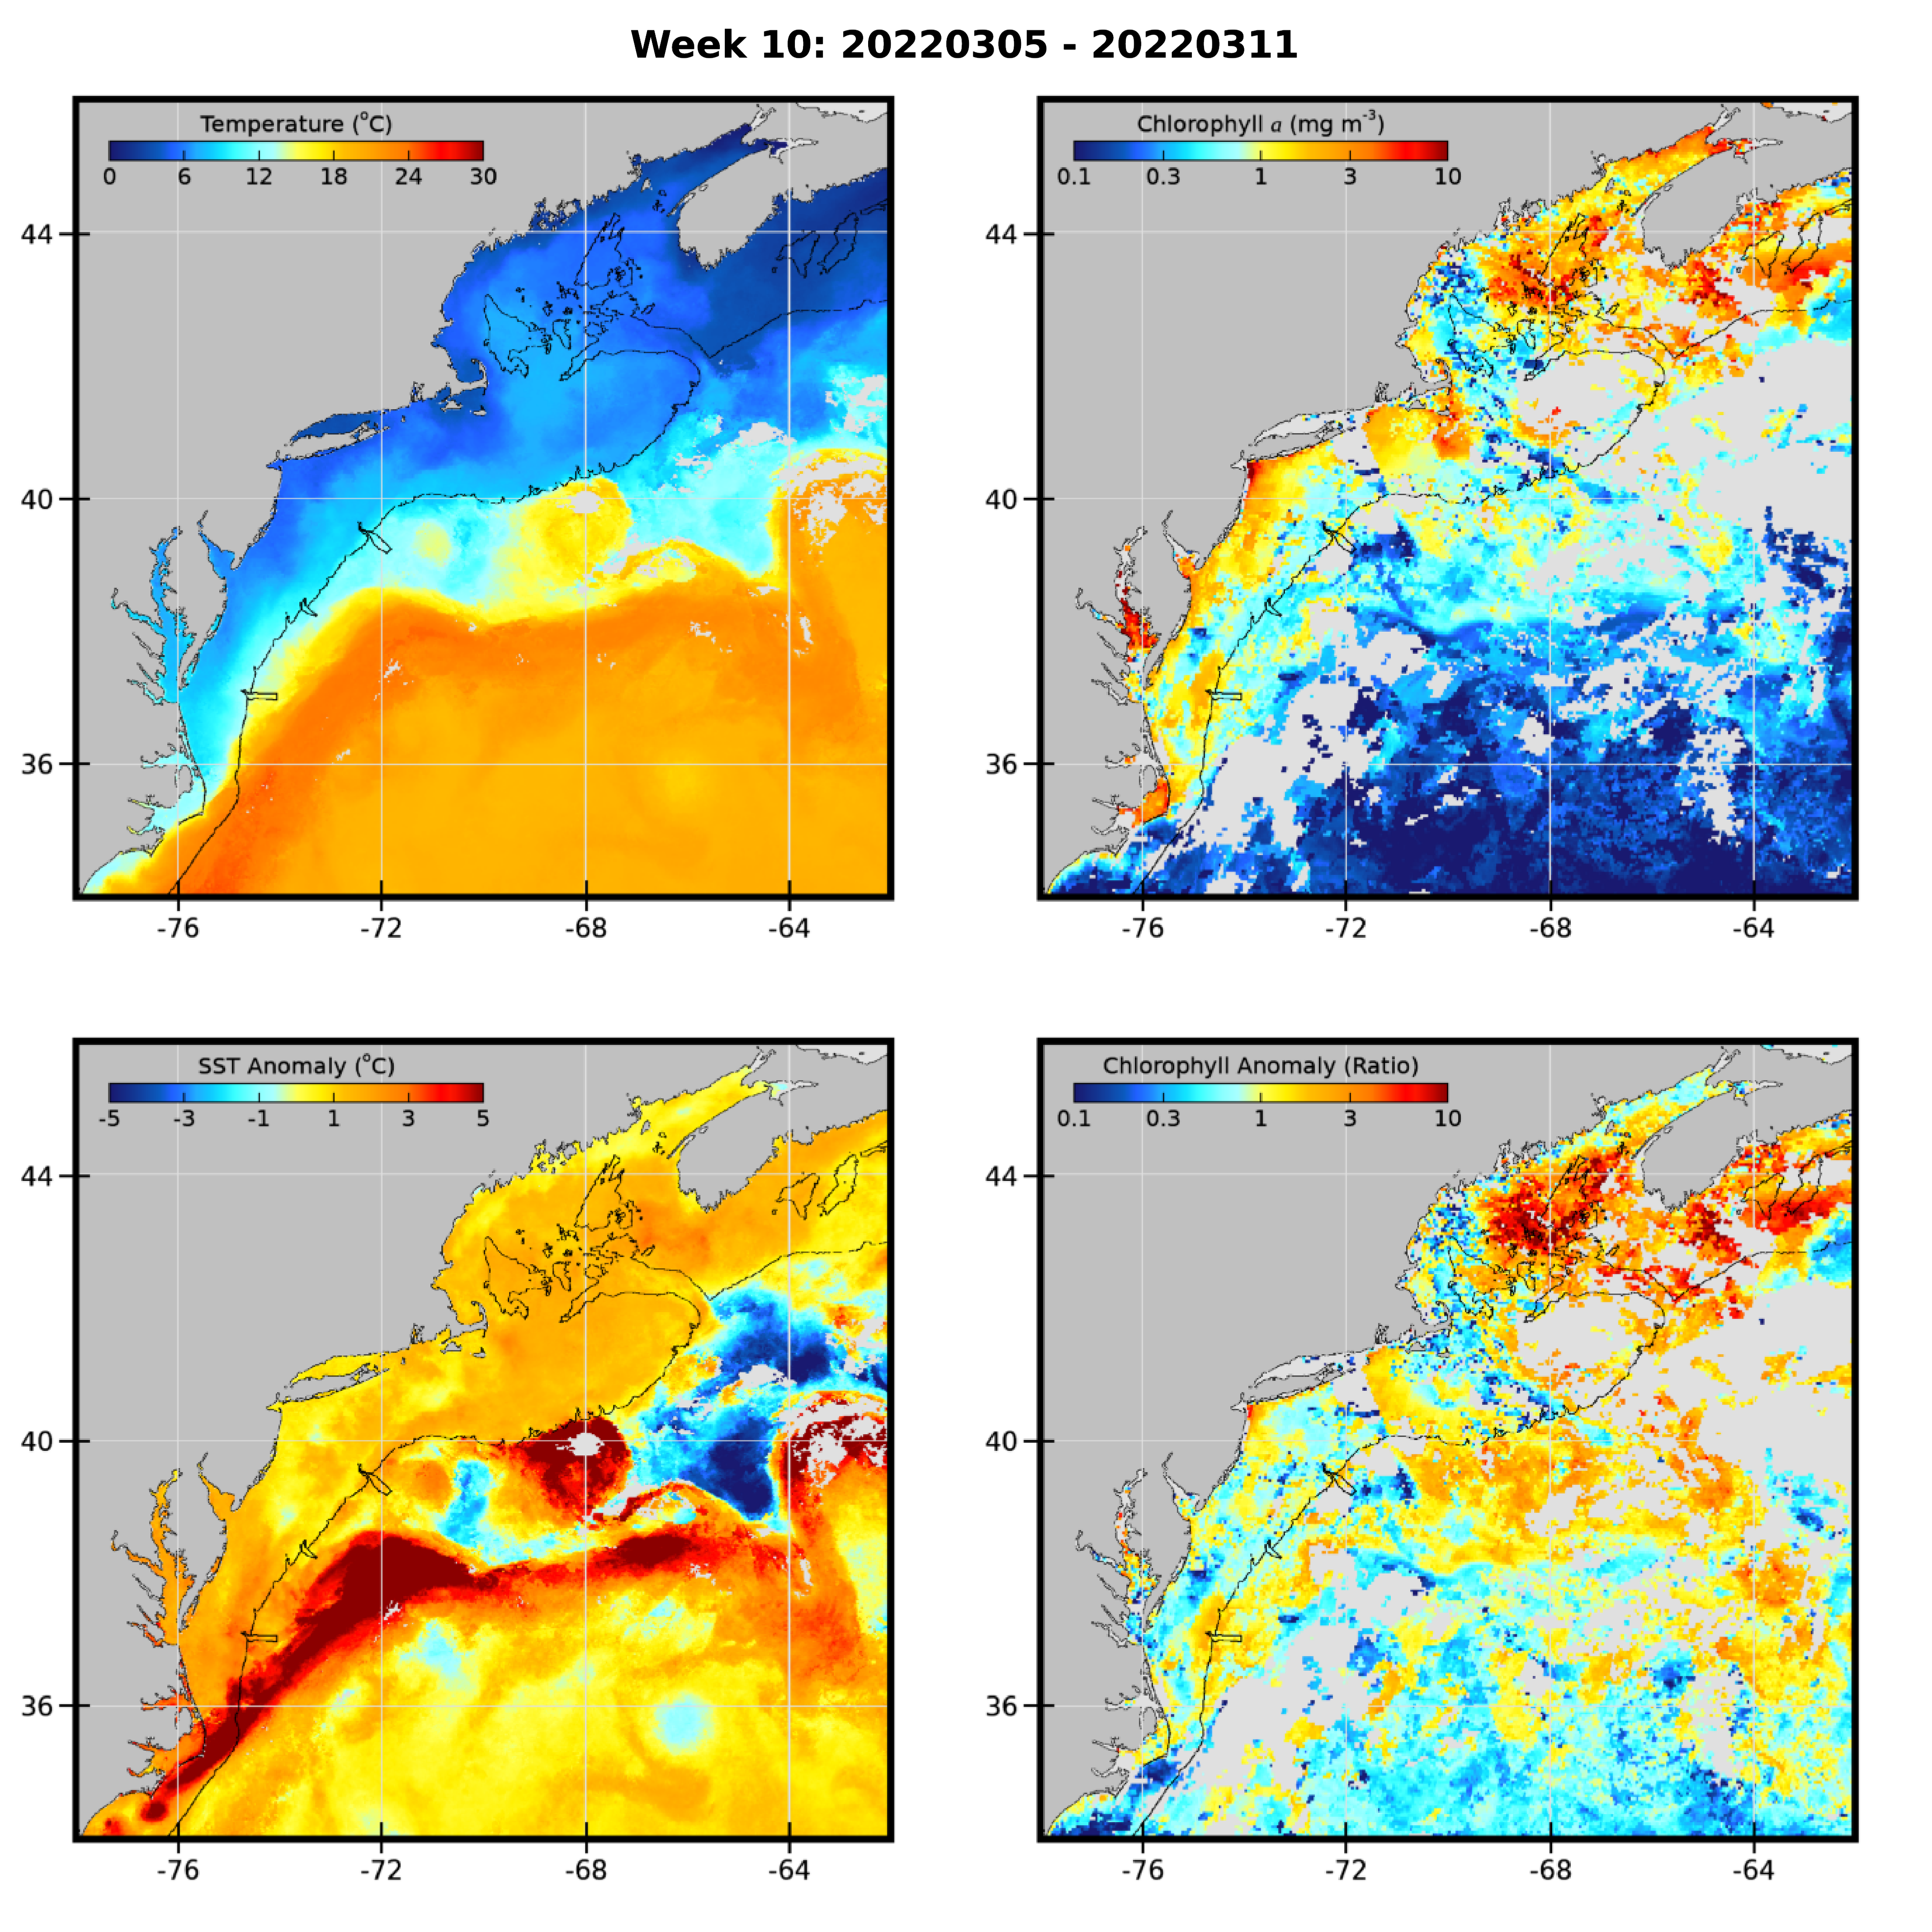 Week 10: 20220305 - 20220311
Temperature (°C)
0 6 12 18 24 30
44
40
36
-76 -72 -68 -64
Chlorophyll a (mg m-3)
0.1 0.3 1 3 10
44
40
36
-76 -72 -68 -64
SST Anomaly (°C)
-5 -3 -1 1 3 5
44
40
36
-76 -72 -68 -64
Chlorophyll Anomaly (Ratio)
0.1 0.3 1 3 10
44
40
36
-76 -72 -68 -64